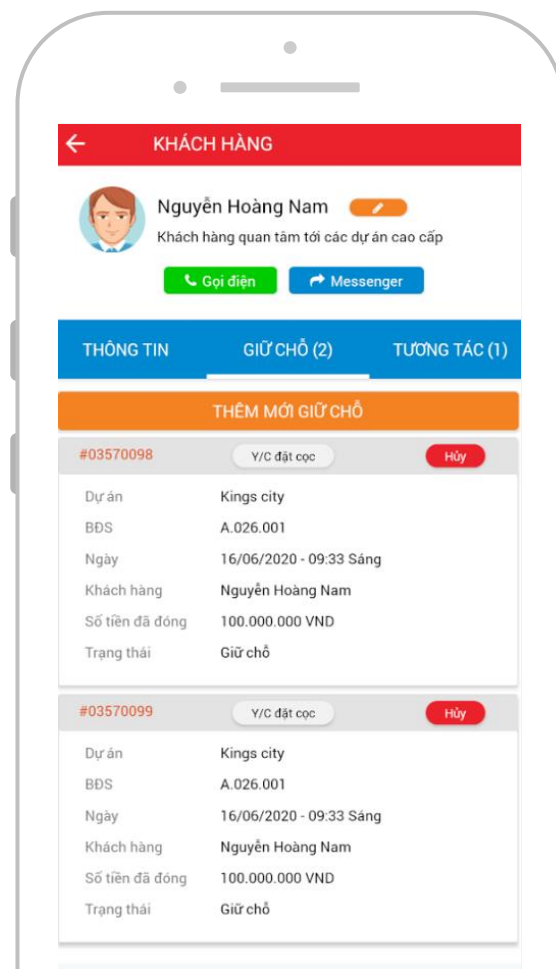 KHÁCH HÀNG
Nguyễn Hoàng Nam
Khách hàng quan tâm tới các dự án cao cấp
Gọi điện Messenger
THÔNG TIN GIỮ CHỖ (2) TƯƠNG TÁC (1)
THÊM MỚI GIỮ CHỖ
#03570098 Y/C đặt cọc Hủy
Dự án Kings city
BĐS A.026.001
Ngày 16/06/2020 - 09:33 Sáng
Khách hàng Nguyễn Hoàng Nam
Số tiền đã đóng 100.000.000 VND
Trạng thái Giữ chỗ
#03570099 Y/C đặt cọc Hủy
Dự án Kings city
BĐS A.026.001
Ngày 16/06/2020 - 09:33 Sáng
Khách hàng Nguyễn Hoàng Nam
Số tiền đã đóng 100.000.000 VND
Trạng thái Giữ chỗ